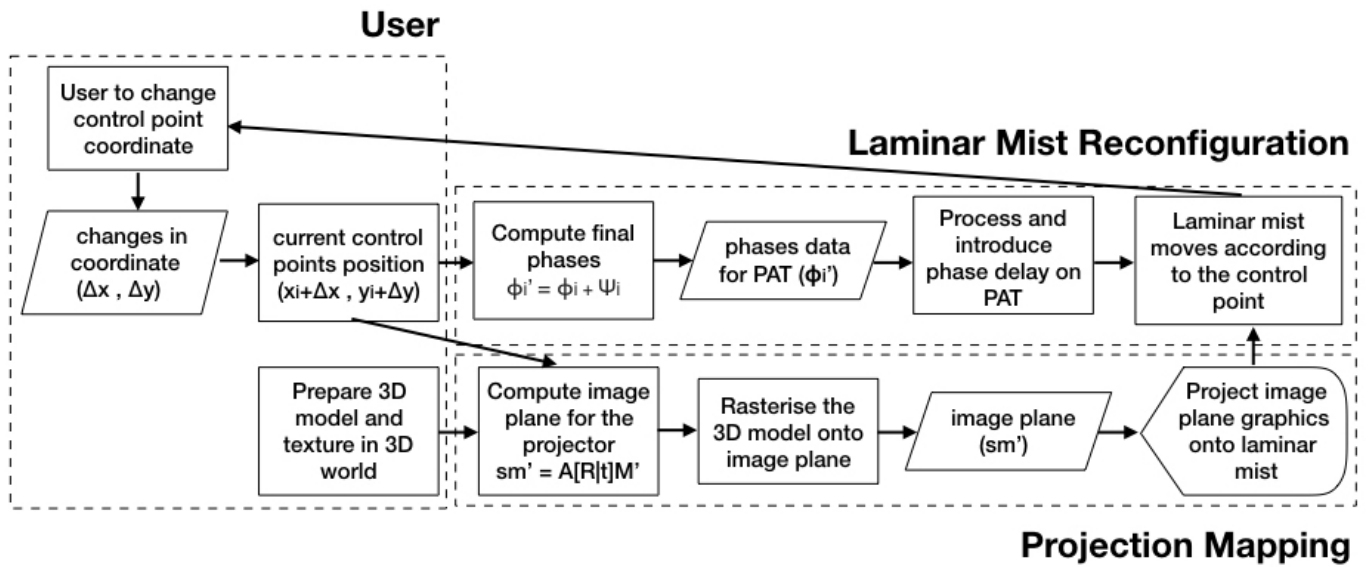 User
User to change
control point
coordinate
Laminar Mist Reconfiguration
changes in
coordinate
(Δx , Δy)
current control
points position
(xi+Δx , yi+Δy)
Compute final
phases
ϕi’ = ϕi + Ψi
phases data
for PAT (ϕi’)
Process and
introduce
phase delay on
PAT
Laminar mist
moves according
to the control
point
Prepare 3D
model and
texture in 3D
world
Compute image
plane for the
projector
sm’ = A[R|t]M’
Rasterise the
3D model onto
image plane
image plane
(sm’)
Project image
plane graphics
onto laminar
mist
Projection Mapping